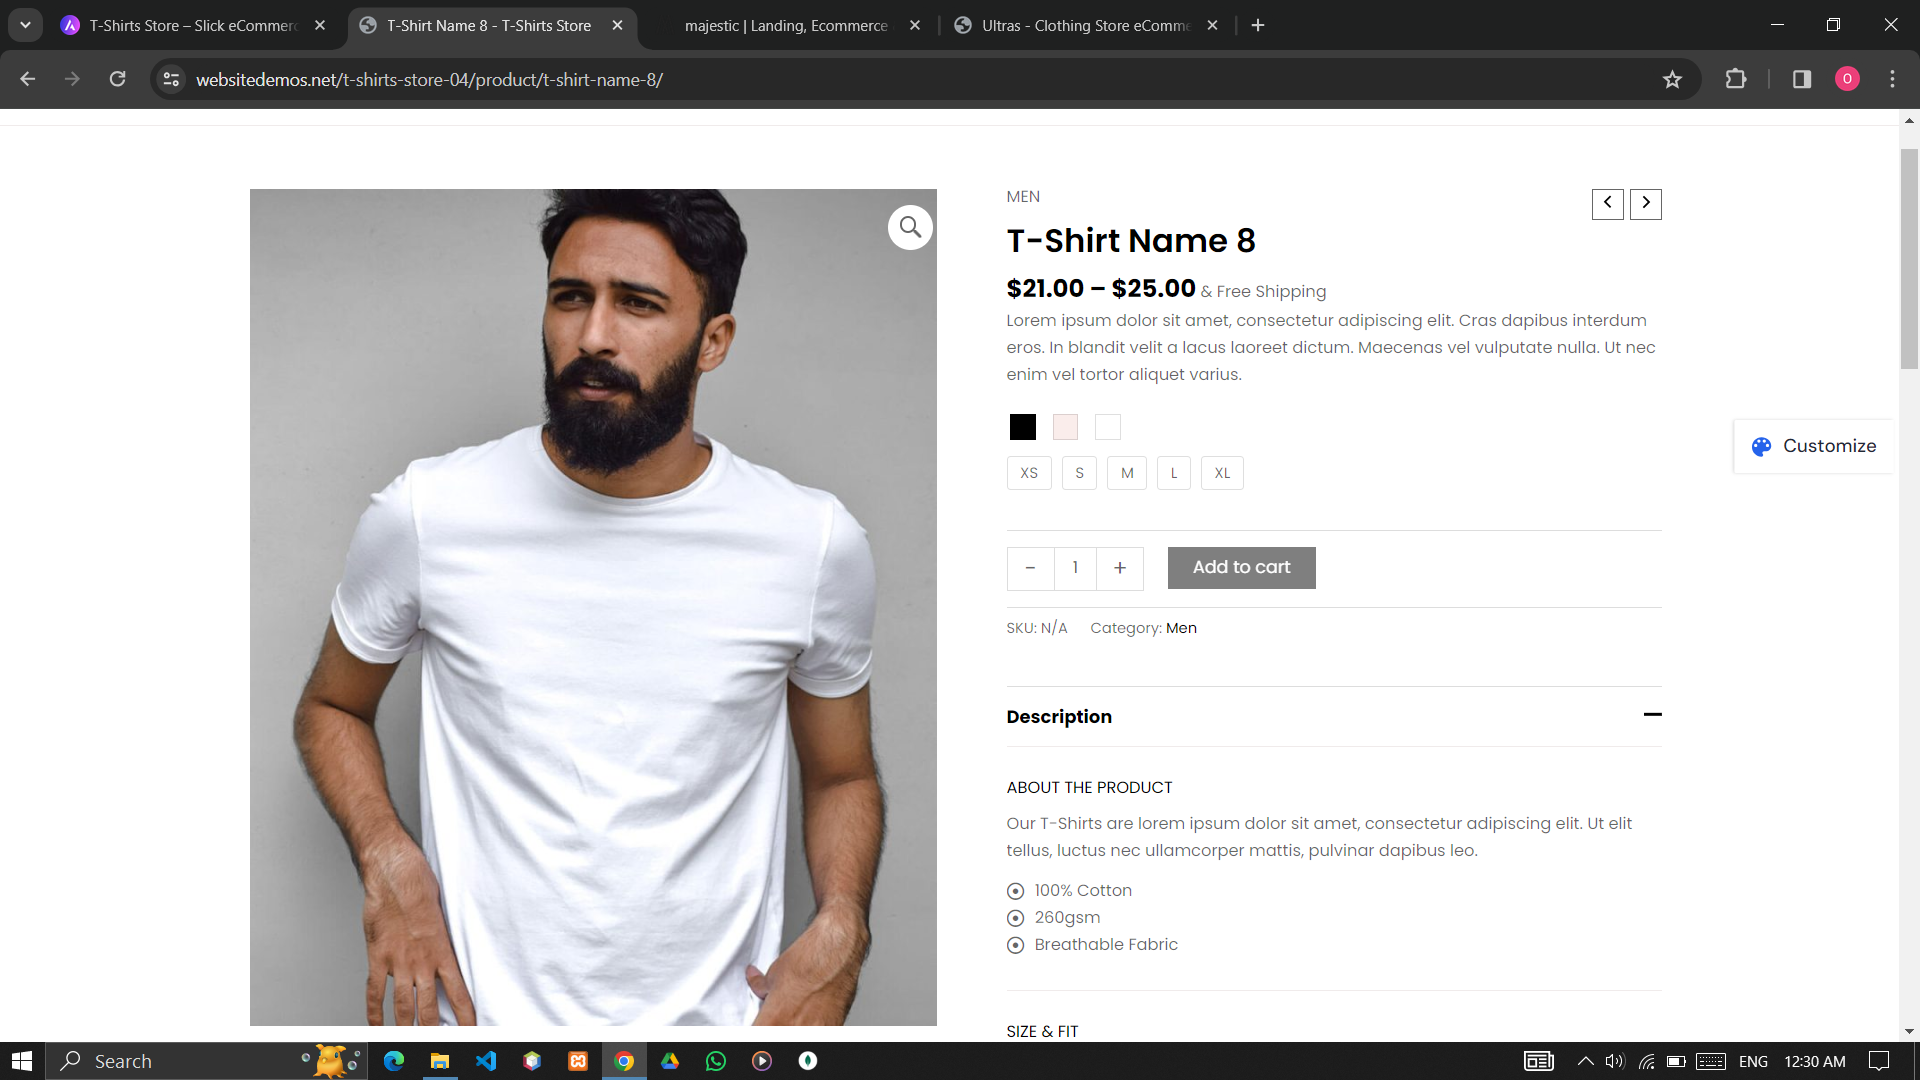 T-Shirts Store – Slick eCommerc
T-Shirt Name 8 - T-Shirts Store
majestic | Landing, Ecommerce
Ultras - Clothing Store eComme
websitedemos.net/t-shirts-store-04/product/t-shirt-name-8/
O
MEN
T-Shirt Name 8
$21.00 – $25.00 & Free Shipping
Lorem ipsum dolor sit amet, consectetur adipiscing elit. Cras dapibus interdum
eros. In blandit velit a lacus laoreet dictum. Maecenas vel vulputate nulla. Ut nec
enim vel tortor aliquet varius.
Customize
XS S M L XL
- 1 + Add to cart
SKU: N/A Category: Men
Description
ABOUT THE PRODUCT
Our T-Shirts are lorem ipsum dolor sit amet, consectetur adipiscing elit. Ut elit
tellus, luctus nec ullamcorper mattis, pulvinar dapibus leo.
100% Cotton
260gsm
Breathable Fabric
SIZE & FIT
Search
ENG 12:30 AM